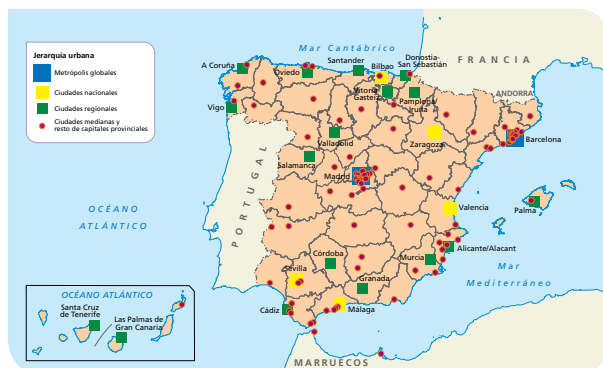 Mar Cantábrico
FRANCIA
ANDORRA
Jerarquía urbana
Metrópolis globales
Ciudades nacionales
Ciudades regionales
Ciudades medianas y
resto de capitales provinciales
A Coruña
Oviedo
Santander
Bilbao
Donostia-
San Sebastián
Vitoria
Gasteiz
Pamplona/
Iruña
Vigo
Valladolid
Zaragoza
Barcelona
Salamanca
Madrid
PORTUGAL
OCÉANO
ATLÁNTICO
Valencia
Palma
Alicante/Alacant
Murcia
Córdoba
Sevilla
Granada
Mar
Mediterráneo
Cádiz
Málaga
MARRUECOS
OCÉANO ATLÁNTICO
Santa Cruz
de Tenerife
Las Palmas de
Gran Canaria